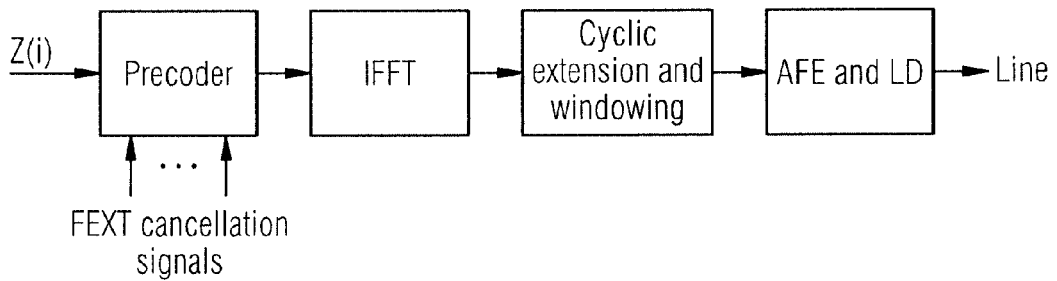 Z(i)
Precoder
IFFT
Cyclic
extension and
windowing
AFE and LD
Line
...
FEXT cancellation
signals